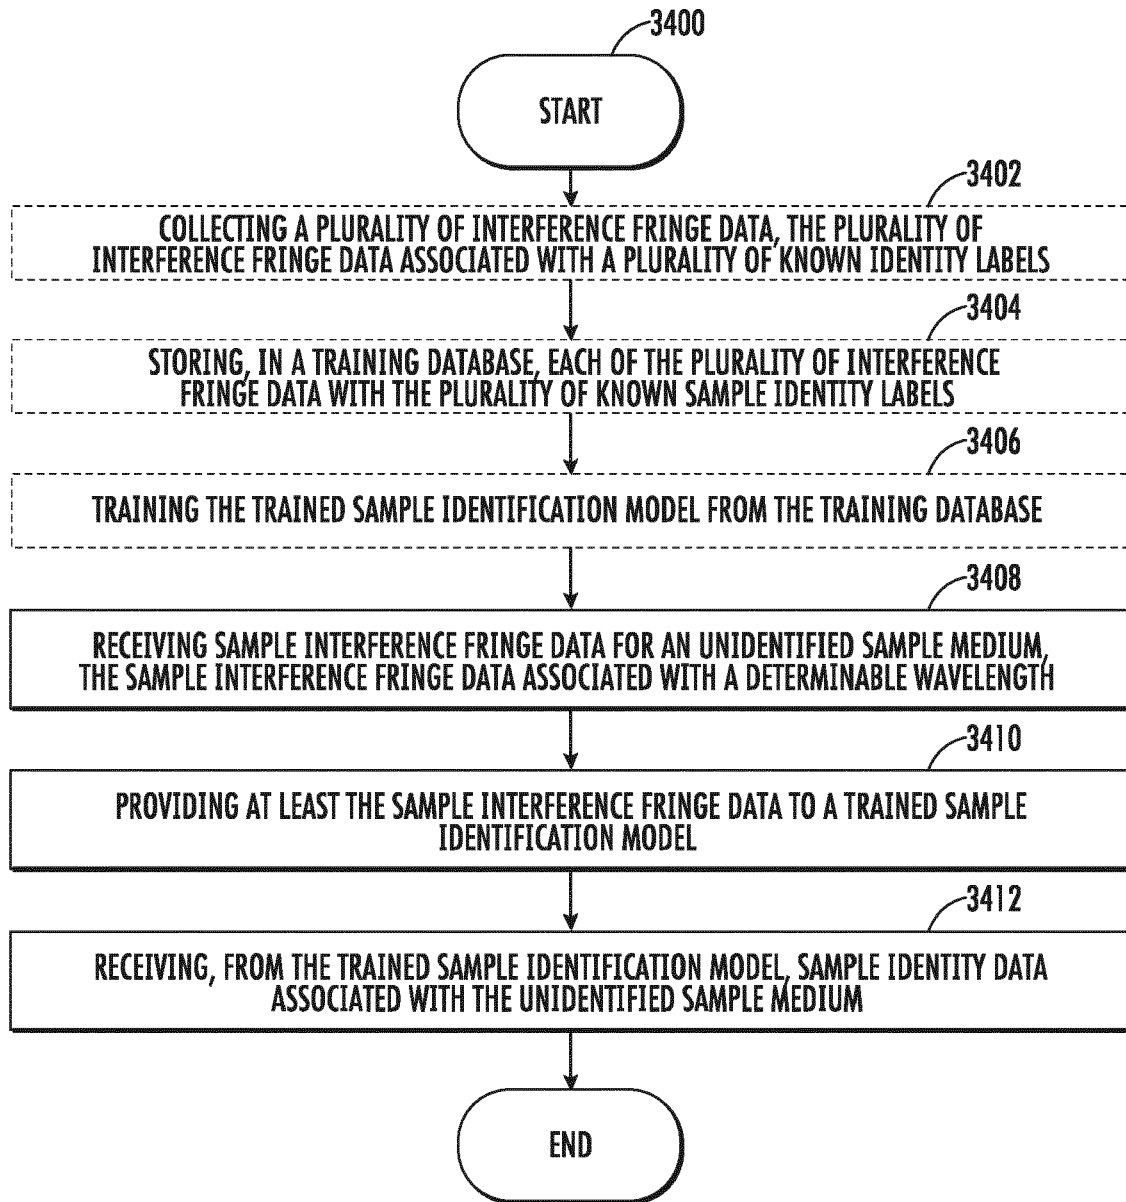 3400
START
3402
COLLECTING A PLURALITY OF INTERFERENCE FRINGE DATA, THE PLURALITY OF
INTERFERENCE FRINGE DATA ASSOCIATED WITH A PLURALITY OF KNOWN IDENTITY LABELS
3404
STORING, IN A TRAINING DATABASE, EACH OF THE PLURALITY OF INTERFERENCE
FRINGE DATA WITH THE PLURALITY OF KNOWN SAMPLE IDENTITY LABELS
3406
TRAINING THE TRAINED SAMPLE IDENTIFICATION MODEL FROM THE TRAINING DATABASE
3408
RECEIVING SAMPLE INTERFERENCE FRINGE DATA FOR AN UNIDENTIFIED SAMPLE MEDIUM,
THE SAMPLE INTERFERENCE FRINGE DATA ASSOCIATED WITH A DETERMINABLE WAVELENGTH
3410
PROVIDING AT LEAST THE SAMPLE INTERFERENCE FRINGE DATA TO A TRAINED SAMPLE
IDENTIFICATION MODEL
3412
RECEIVING, FROM THE TRAINED SAMPLE IDENTIFICATION MODEL, SAMPLE IDENTITY DATA
ASSOCIATED WITH THE UNIDENTIFIED SAMPLE MEDIUM
END